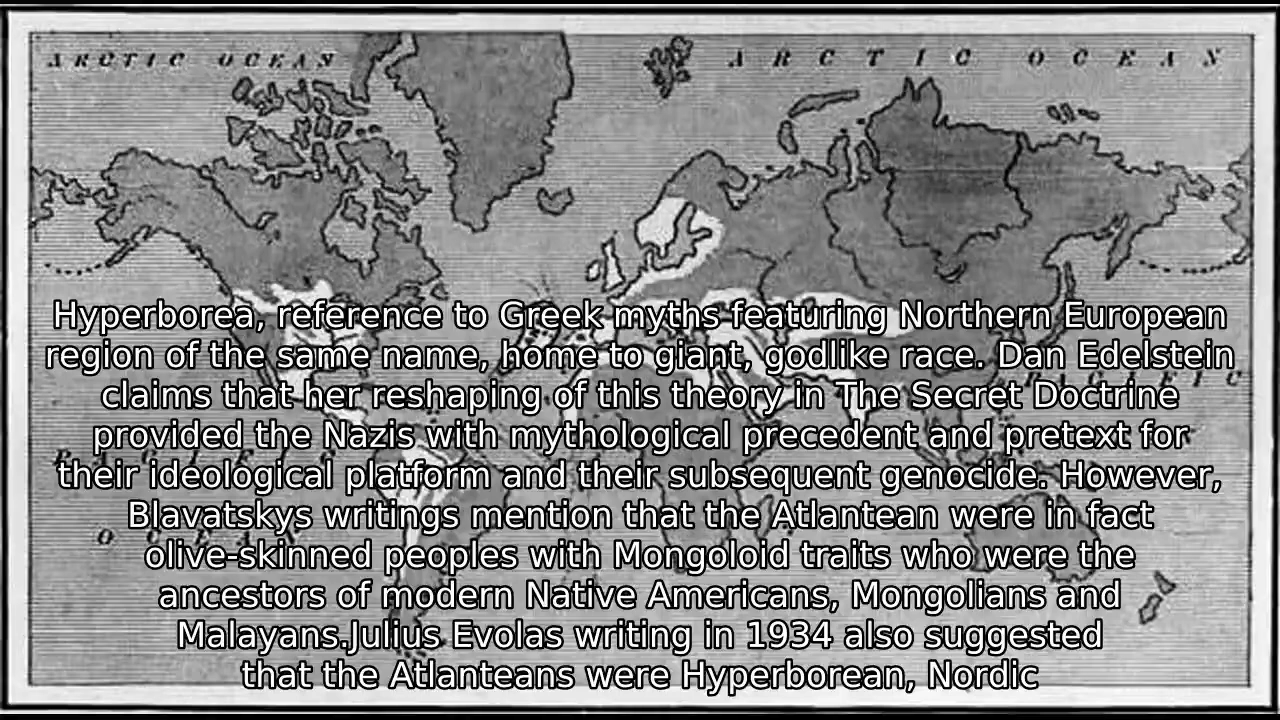 ARCTIC OCEAN
ARCTIC OCEAN
Hyperborea, reference to Greek myths featuring Northern European
region of the same name, home to giant, godlike race. Dan Edelstein
claims that her reshaping of this theory in The Secret Doctrine
provided the Nazis with mythological precedent and pretext for
their ideological platform and their subsequent genocide. However,
Blavatskys writings mention that the Atlantean were in fact
olive-skinned peoples with Mongoloid traits who were the
ancestors of modern Native Americans, Mongolians and
Malayans.Julius Evolas writing in 1934 also suggested
that the Atlanteans were Hyperborean, Nordic